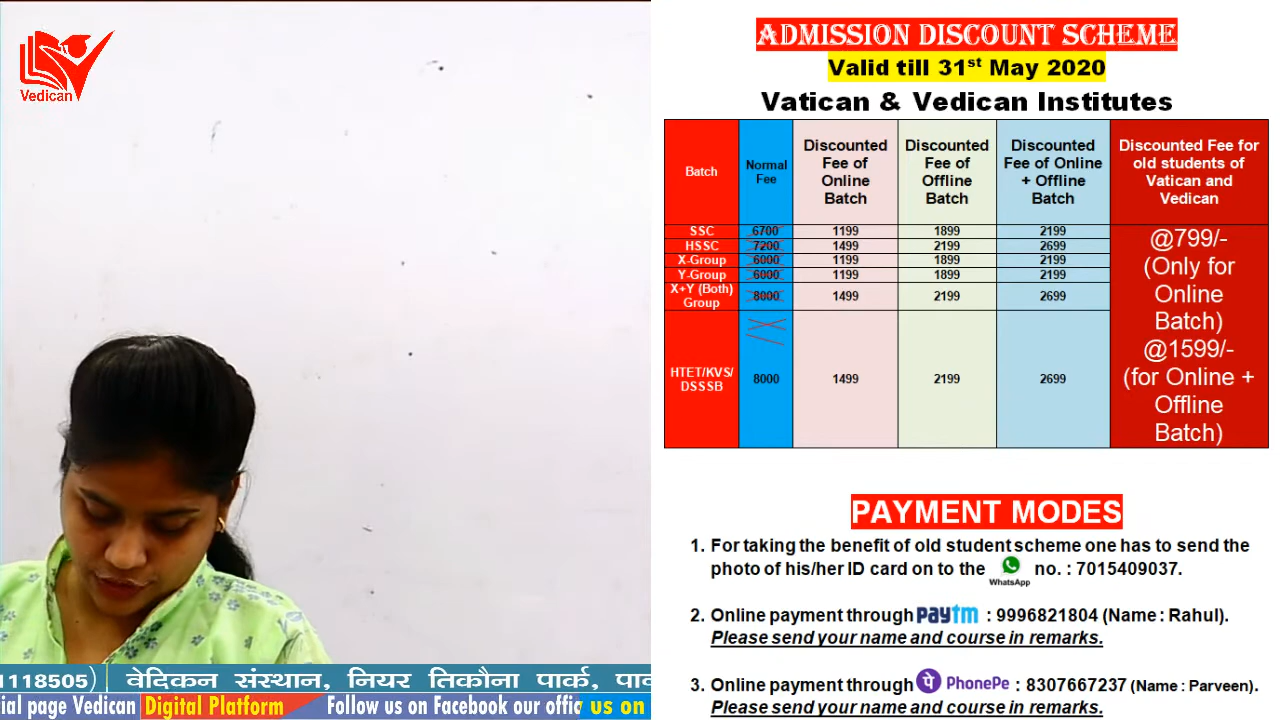 Vedican
1118505) | वेदिकन संस्थान, नियर तिकौना पार्क,
ial page Vedican Digital Platform Follow us on Facebook our offic us on
ADMISSION DISCOUNT SCHEME
Valid till 31st May 2020
Vatican & Vedican Institutes
Batch Normal Fee Discounted Fee of Online Batch Discounted Fee of Offline Batch Discounted Fee of Online + Offline Batch Discounted Fee for old students of Vatican and Vedican
SSC 6700 1199 1899 2199
HSSC 7200 1499 2199 2699
X-Group 6000 1199 1899 2199
Y-Group 6000 1199 1899 2199
X+Y (Both) Group 8000 1499 2199 2699
HTET/KVS/DSSSB 8000 1499 2199 2699
@799/-
(Only for
Online
Batch)
@1599/-
(for Online +
Offline
Batch)
PAYMENT MODES
1. For taking the benefit of old student scheme one has to send the
photo of his/her ID card on to the WhatsApp no. : 7015409037.
2. Online payment through paytm : 9996821804 (Name : Rahul).
Please send your name and course in remarks.
3. Online payment through पे PhonePe : 8307667237 (Name : Parveen).
Please send your name and course in remarks.